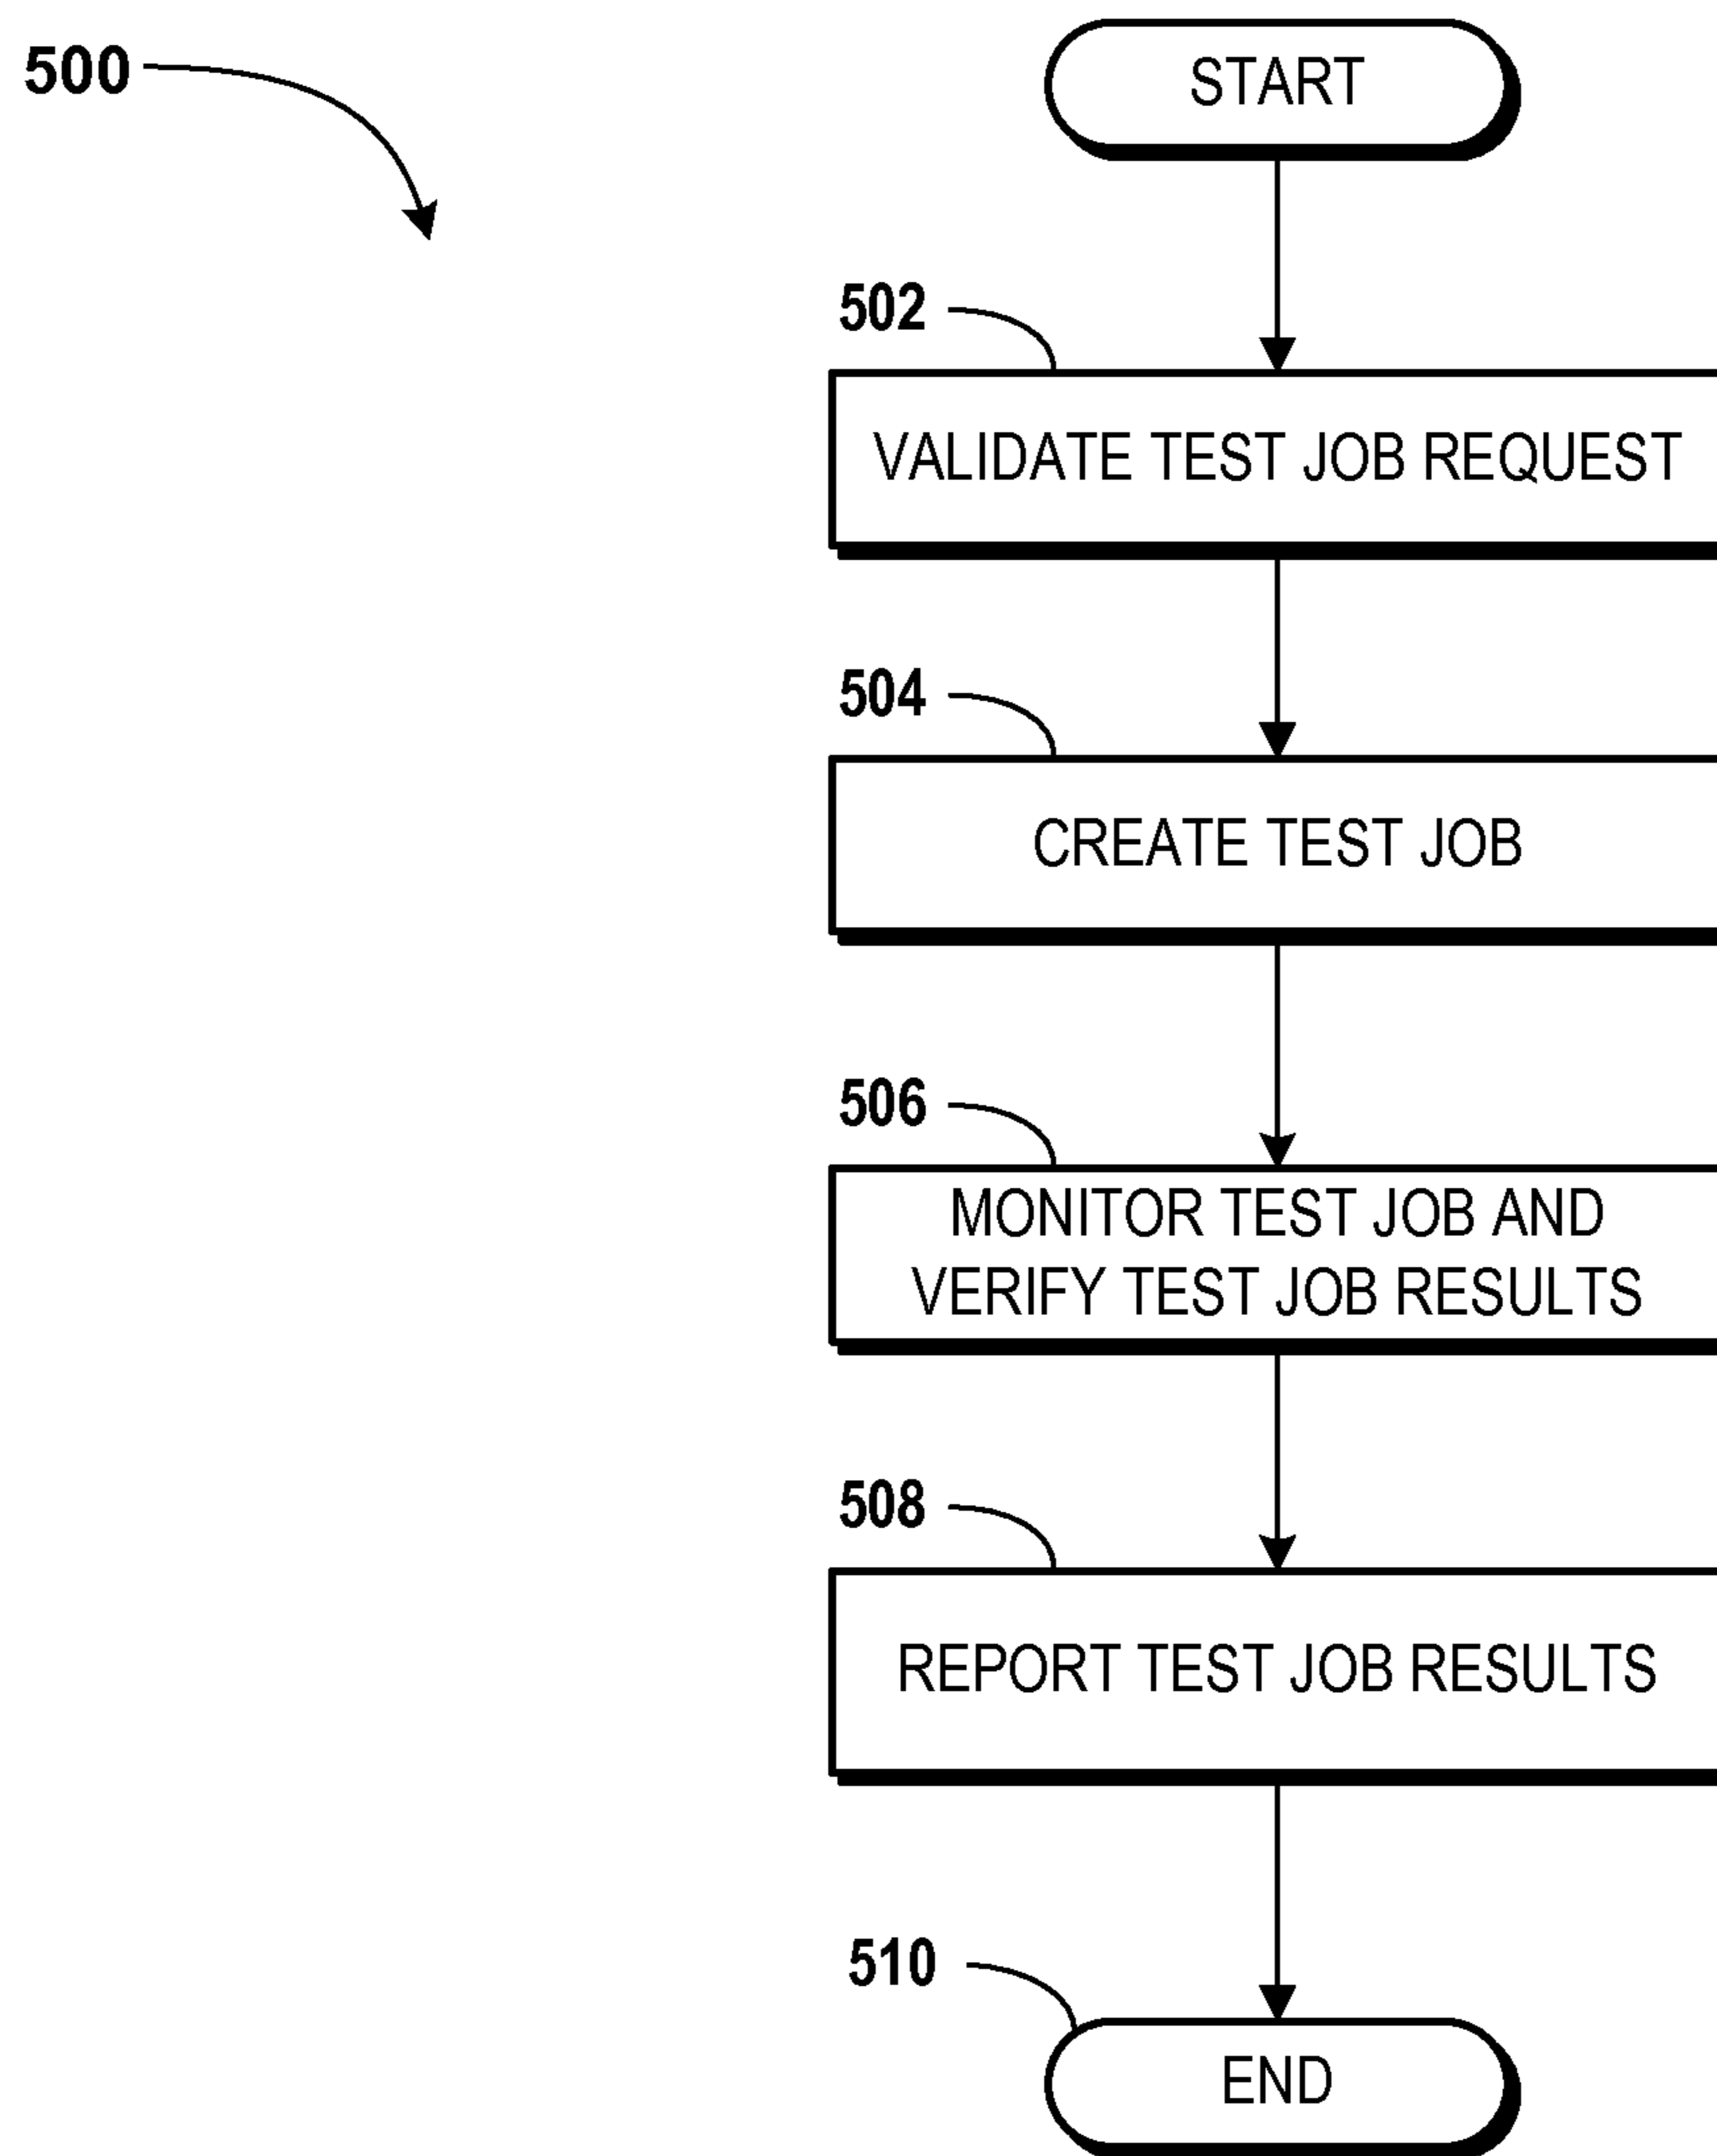 500
START
502
VALIDATE TEST JOB REQUEST
504
CREATE TEST JOB
506
MONITOR TEST JOB AND
VERIFY TEST JOB RESULTS
508
REPORT TEST JOB RESULTS
510
END